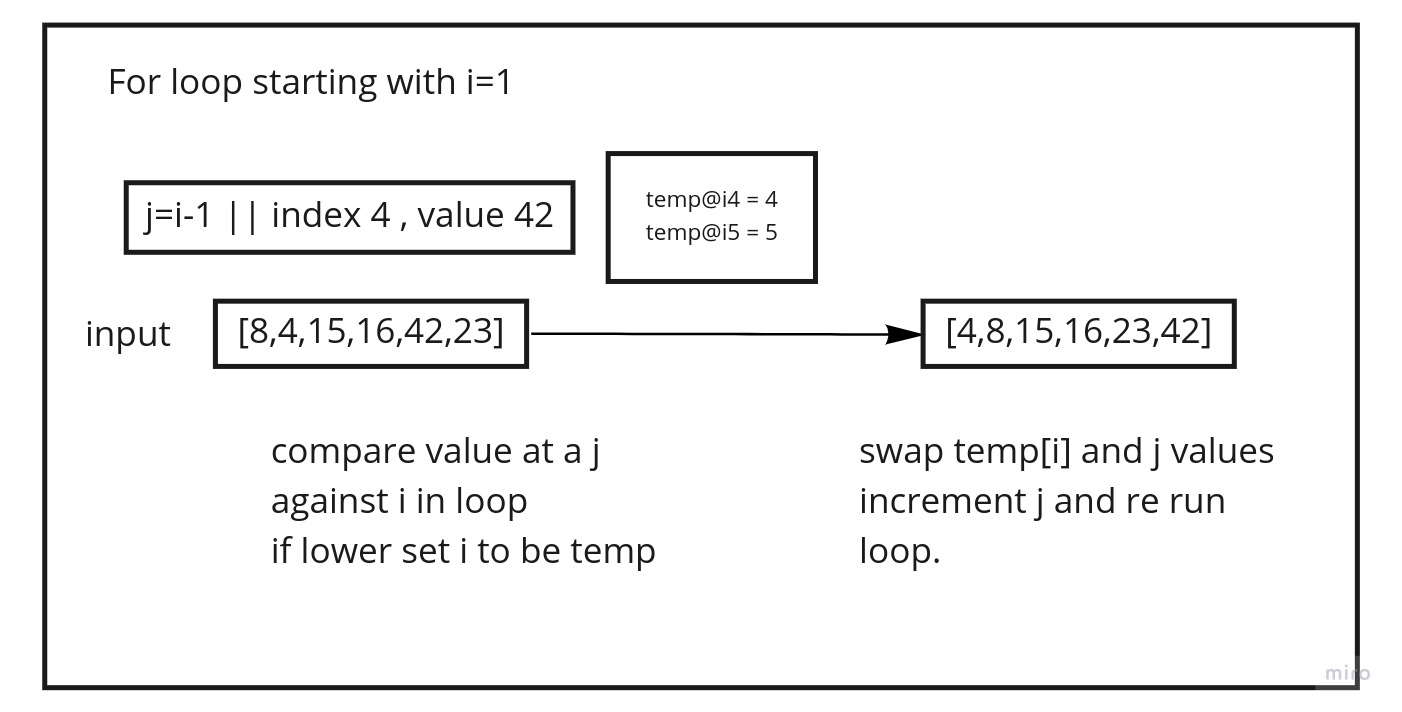 For loop starting with i=1
j=i-1 || index 4 , value 42
temp@i4 = 4
temp@i5 = 5
input
[8,4,15,16,42,23]
[4,8,15,16,23,42]
compare value at a j
against i in loop
if lower set i to be temp
swap temp[i] and j values
increment j and re run
loop.
miro